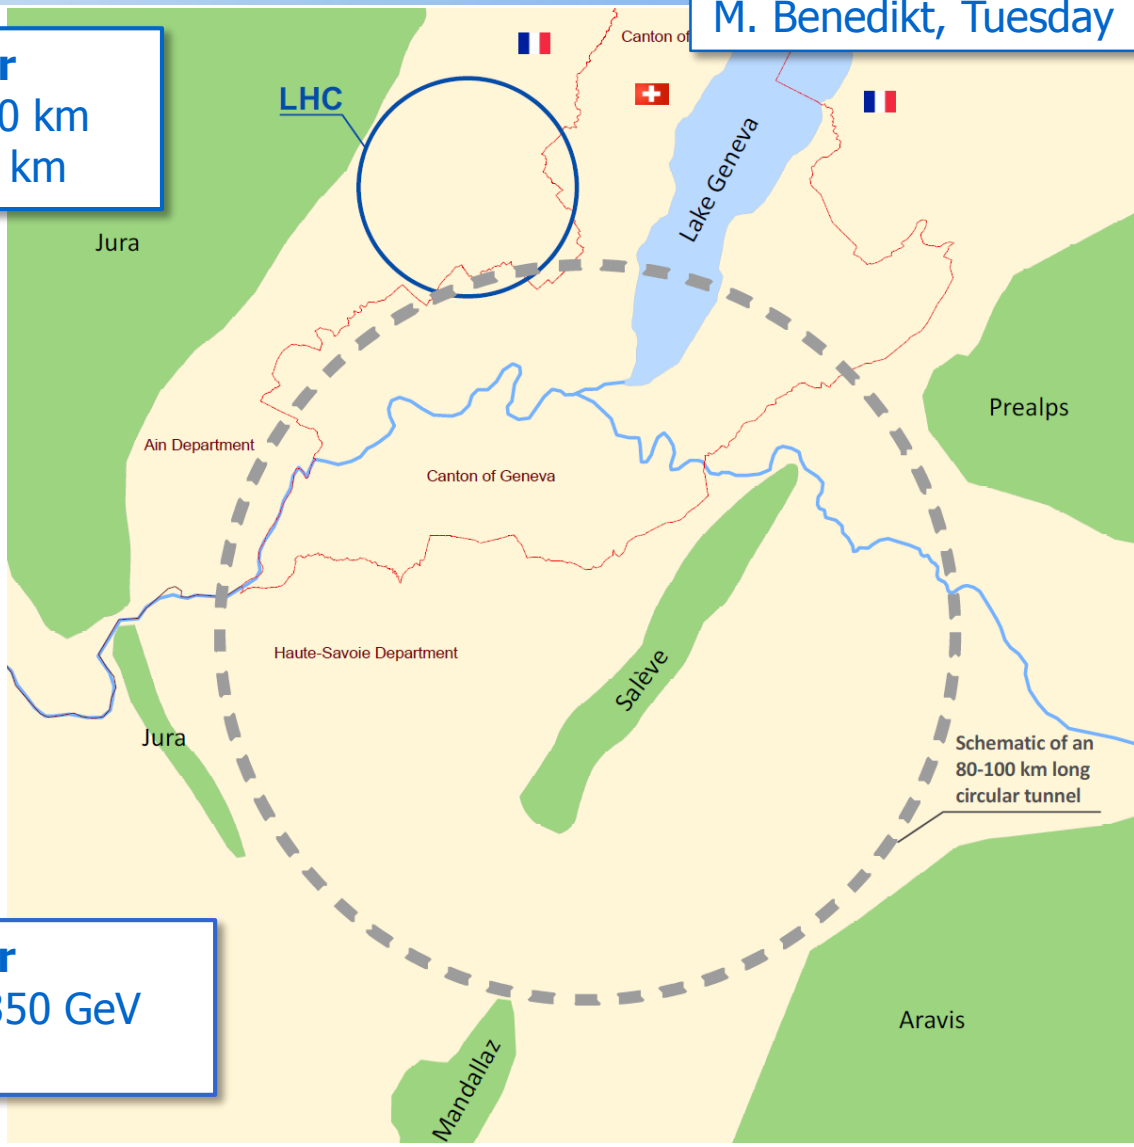 M. Benedikt, Tuesday
r
0 km
km
Canton of
LHC
Lake Geneva
Jura
Prealps
Ain Department
Canton of Geneva
Haute-Savoie Department
Salève
Jura
Schematic of an
80-100 km long
circular tunnel
r
350 GeV
Aravis
Mandallaz